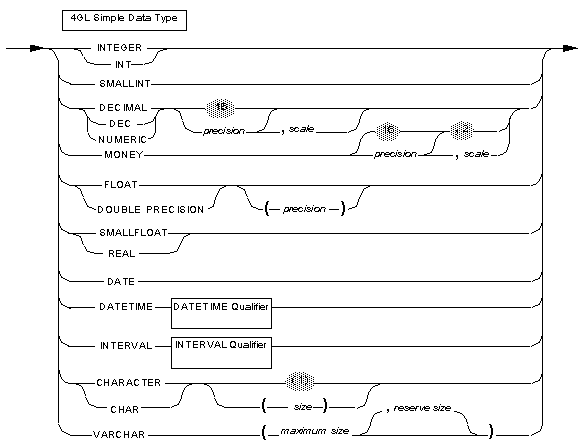 4GL Simple Data Type
INTEGER
INT
SMALLINT
DECIMAL
DEC
NUMERIC
precision
, scale
MONEY
precision
, scale
FLOAT
DOUBLE PRECISION
( precision )
SMALLFLOAT
REAL
DATE
DATETIME DATETIME Qualifier
INTERVAL INTERVAL Qualifier
CHARACTER
CHAR
( size )
VARCHAR
( maximum size
, reserve size
)